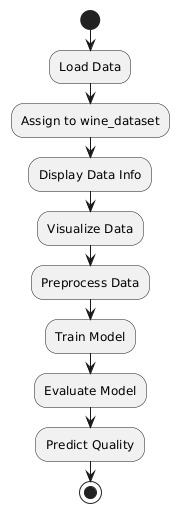 Load Data
Assign to wine_dataset
Display Data Info
Visualize Data
Preprocess Data
Train Model
Evaluate Model
Predict Quality